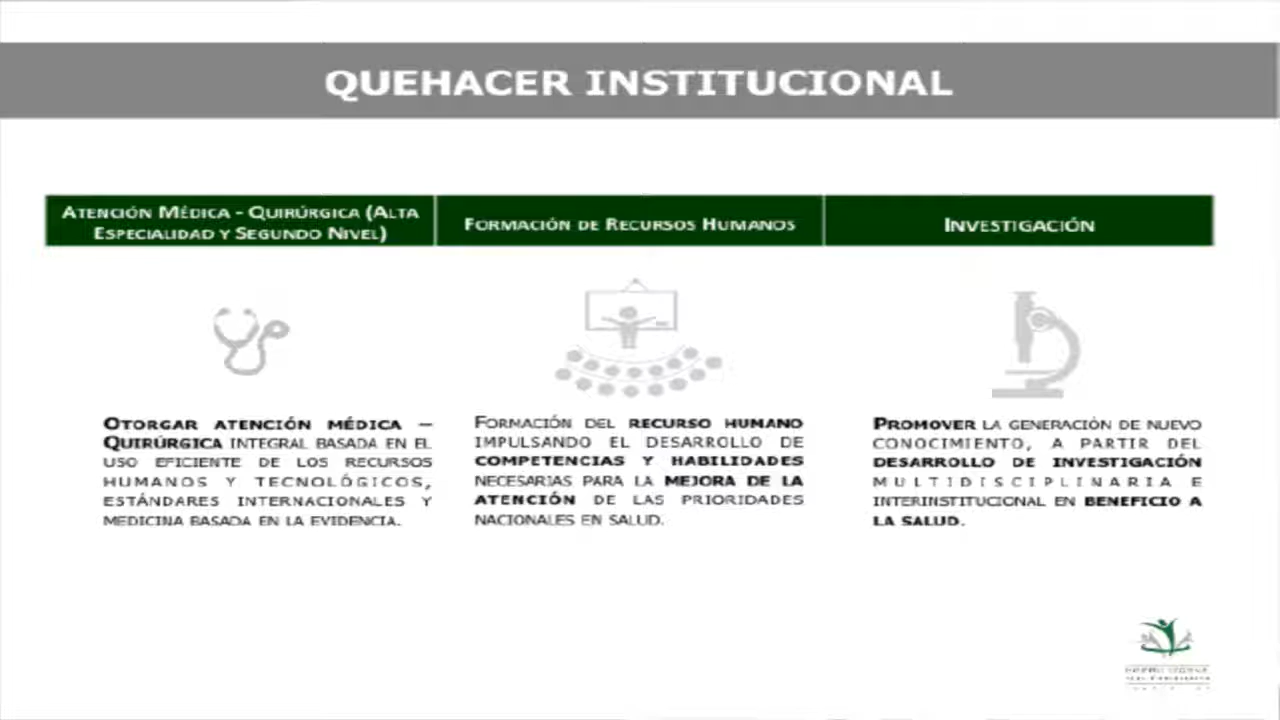 QUEHACER INSTITUCIONAL
ATENCIÓN MÉDICA - QUIRÚRGICA (ALTA
ESPECIALIDAD Y SEGUNDO NIVEL)
FORMACIÓN DE RECURSOS HUMANOS
INVESTIGACIÓN
OTORGAR ATENCIÓN MÉDICA –
QUIRÚRGICA INTEGRAL BASADA EN EL
USO EFICIENTE DE LOS RECURSOS
HUMANOS Y TECNOLÓGICOS,
ESTÁNDARES INTERNACIONALES Y
MEDICINA BASADA EN LA EVIDENCIA.
FORMACIÓN DEL RECURSO HUMANO
IMPULSANDO EL DESARROLLO DE
COMPETENCIAS Y HABILIDADES
NECESARIAS PARA LA MEJORA DE LA
ATENCIÓN DE LAS PRIORIDADES
NACIONALES EN SALUD.
PROMOVER LA GENERACIÓN DE NUEVO
CONOCIMIENTO, A PARTIR DEL
DESARROLLO DE INVESTIGACIÓN
MULTIDISCIPLINARIA E
INTERINSTITUCIONAL EN BENEFICIO A
LA SALUD.